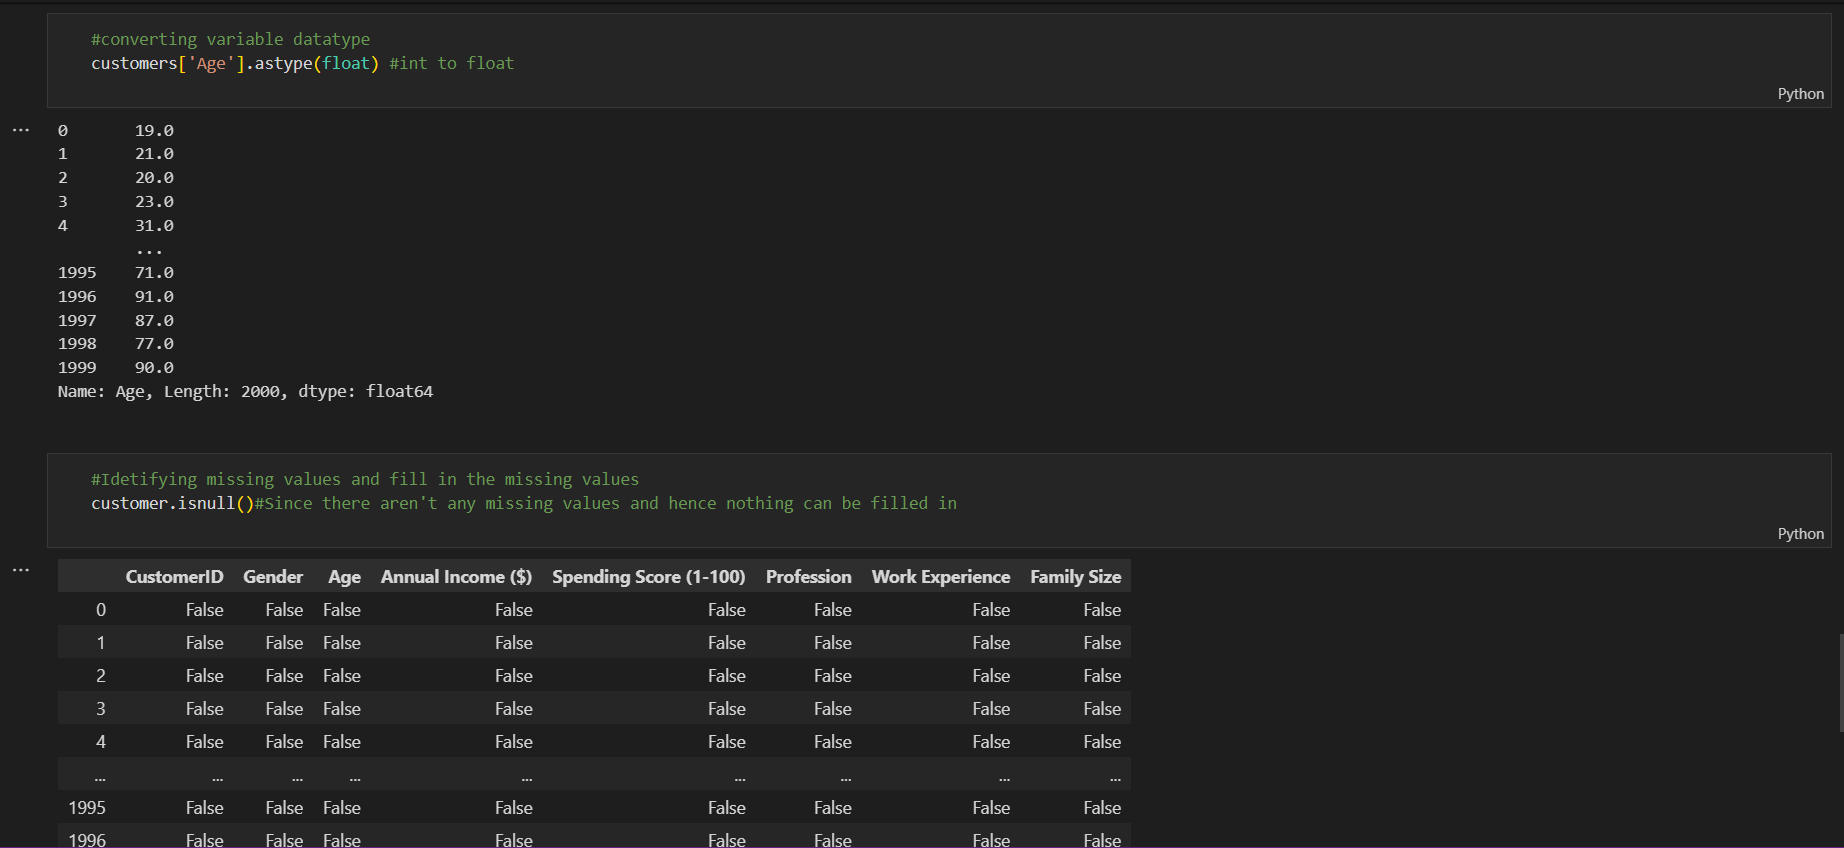 #converting variable datatype
customers['Age'].astype(float) #int to float
Python
...
0 19.0
1 21.0
2 20.0
3 23.0
4 31.0
...
1995 71.0
1996 91.0
1997 87.0
1998 77.0
1999 90.0
Name: Age, Length: 2000, dtype: float64
#Idetifying missing values and fill in the missing values
customer.isnull()#Since there aren't any missing values and hence nothing can be filled in
Python
...
CustomerID Gender Age Annual Income ($) Spending Score (1-100) Profession Work Experience Family Size
0 False False False False False False False False
1 False False False False False False False False
2 False False False False False False False False
3 False False False False False False False False
4 False False False False False False False False
... ... ... ... ... ... ... ... ...
1995 False False False False False False False False
1996 False False False False False False False False